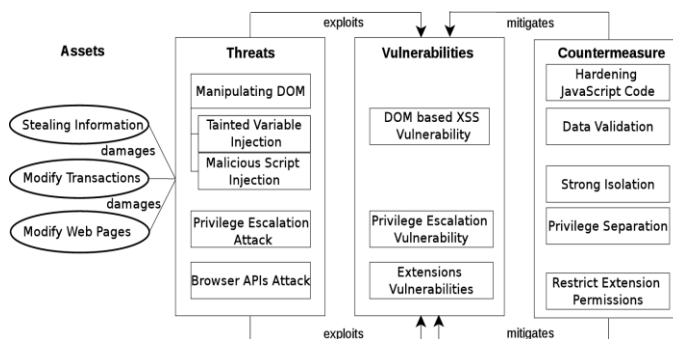 exploits
mitigates
Assets
Threats
Vulnerabilities
Countermeasure
Manipulating DOM
Tainted Variable
Injection
Malicious Script
Injection
Privilege Escalation
Attack
Browser APIs Attack
Stealing Information
damages
Modify Transactions
damages
Modify Web Pages
DOM based XSS
Vulnerability
Privilege Escalation
Vulnerability
Extensions
Vulnerabilities
Hardening
JavaScript Code
Data Validation
Strong Isolation
Privilege Separation
Restrict Extension
Permissions
exploits
mitigates